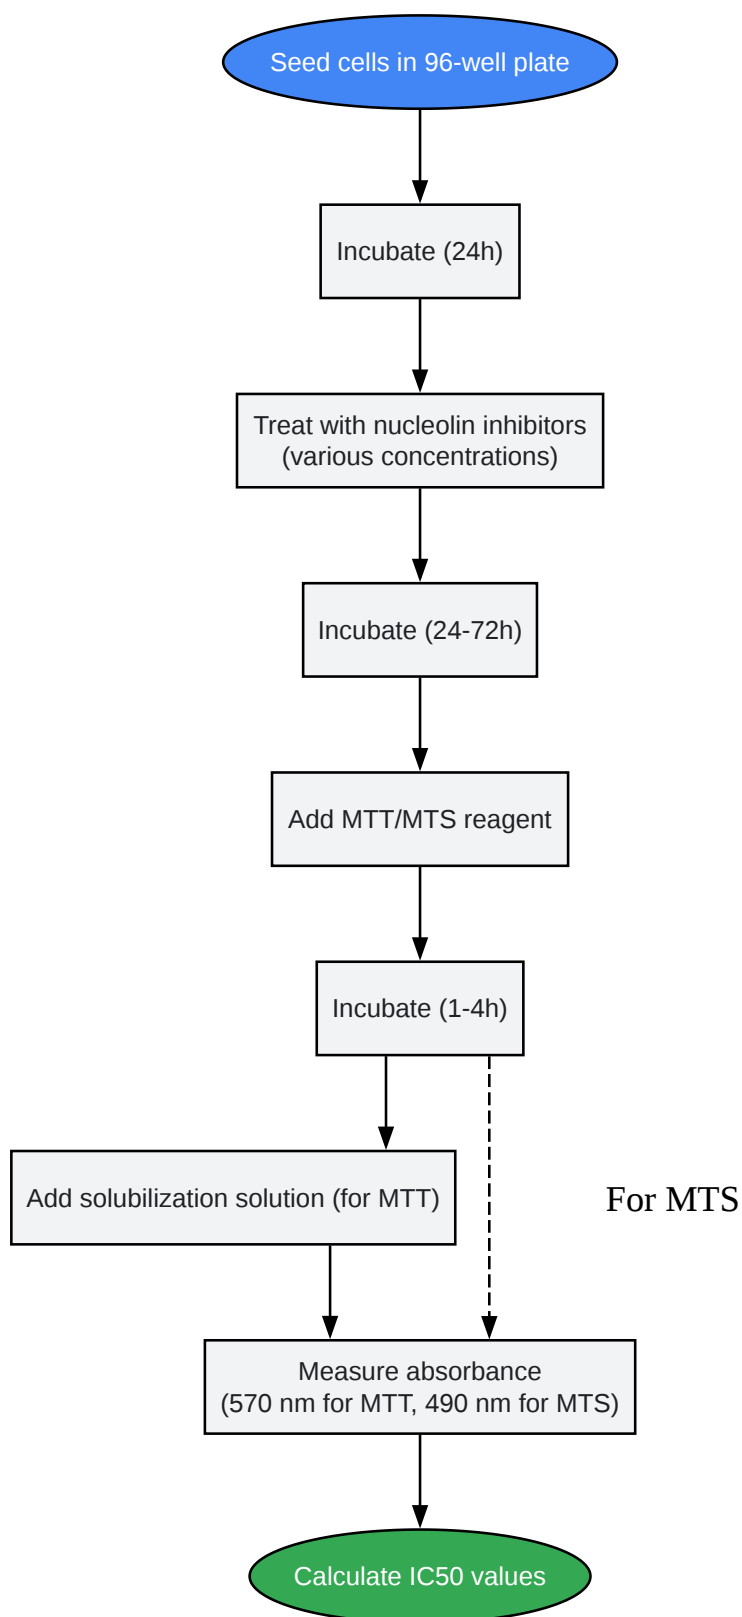 Seed cells in 96-well plate
Incubate (24h)
Treat with nucleolin inhibitors
(various concentrations)
Incubate (24-72h)
Add MTT/MTS reagent
Incubate (1-4h)
Add solubilization solution (for MTT)
For MTS
Measure absorbance
(570 nm for MTT, 490 nm for MTS)
Calculate IC50 values